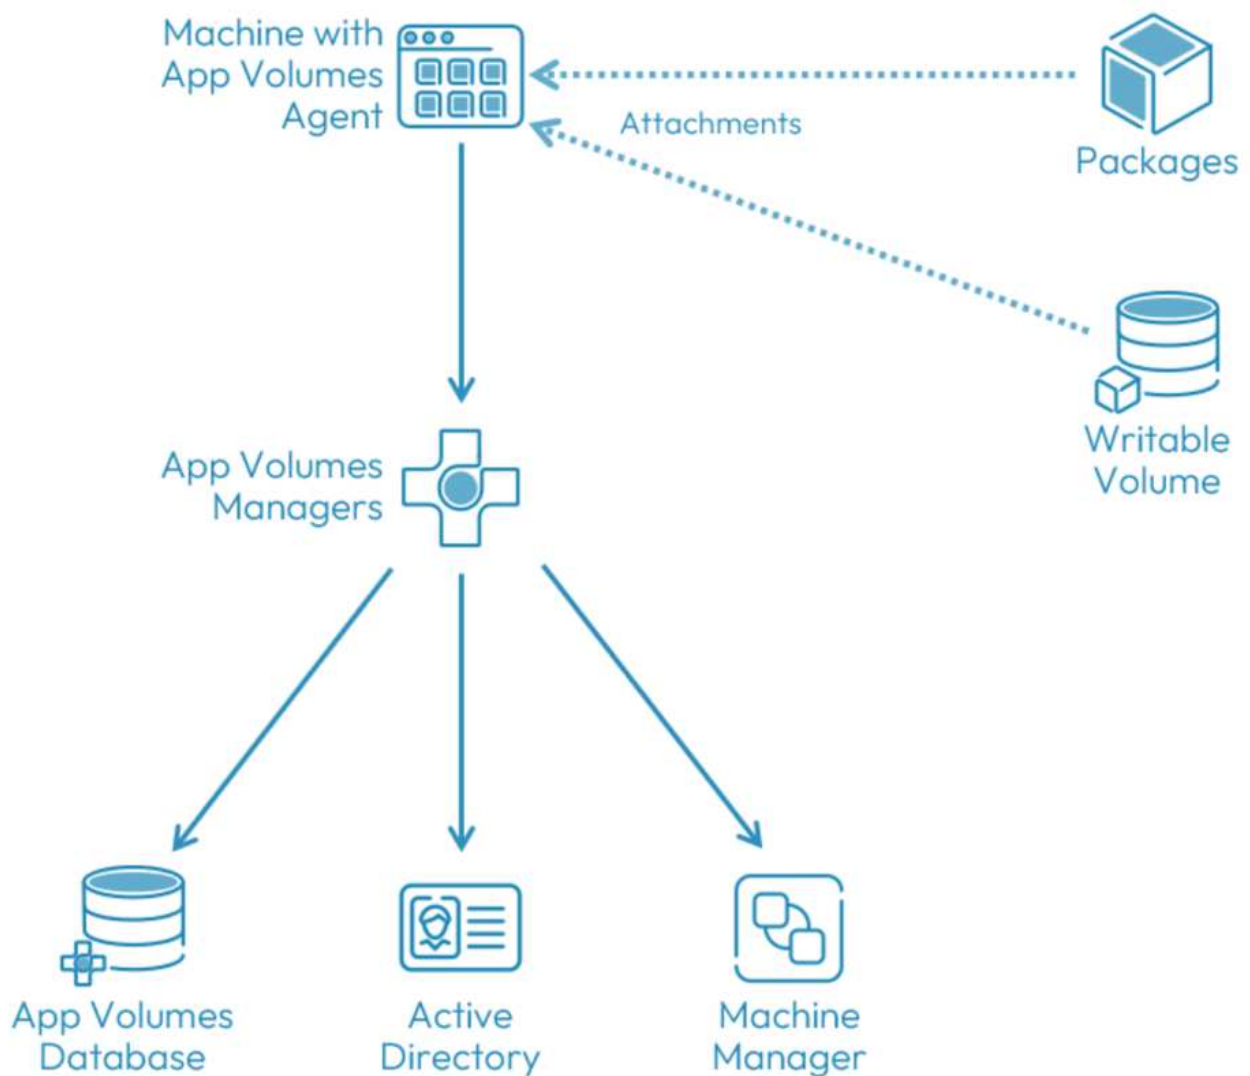 Machine with
App Volumes
Agent
Attachments
Packages
Writable
Volume
App Volumes
Managers
App Volumes
Database
Active
Directory
Machine
Manager